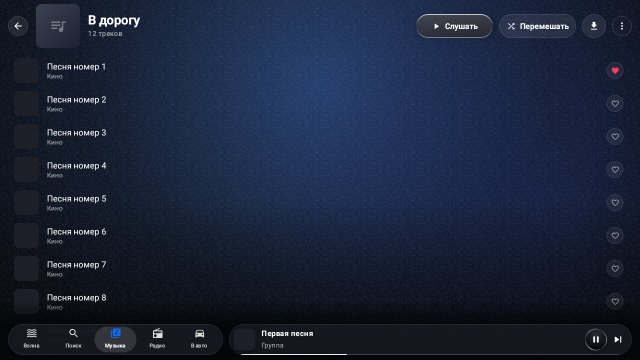 В дорогу
12 треков
Слушать
Перемешать
Песня номер 1
Кино
Песня номер 2
Кино
Песня номер 3
Кино
Песня номер 4
Кино
Песня номер 5
Кино
Песня номер 6
Кино
Песня номер 7
Кино
Песня номер 8
Кино
Волна
Поиск
Музыка
Радио
В авто
Первая песня
Группа